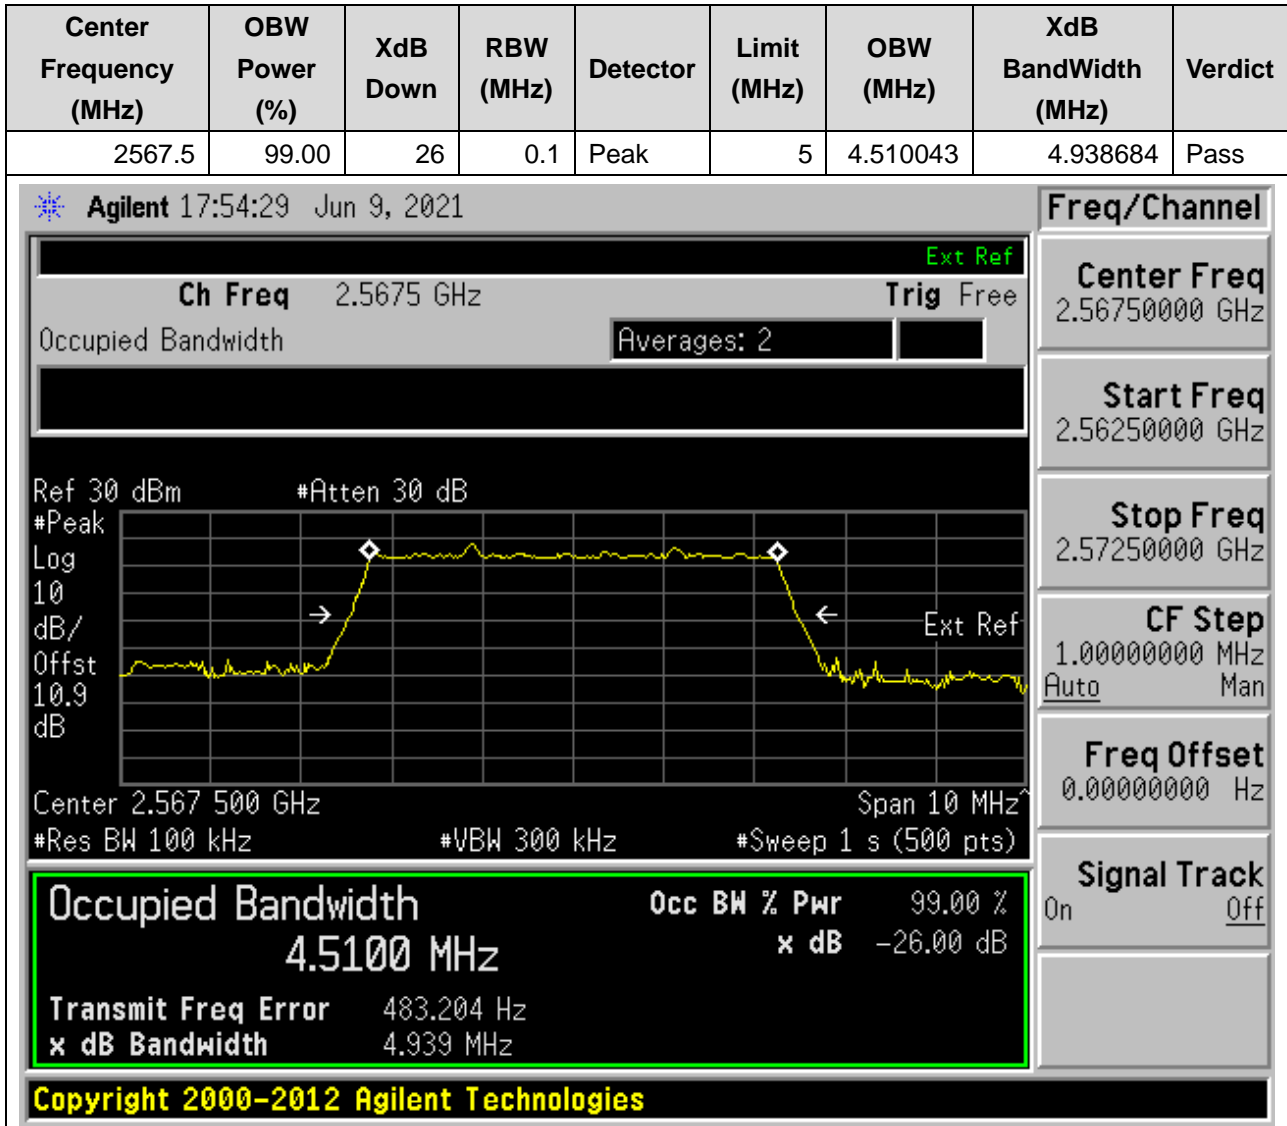 Center Frequency (MHz) OBW Power (%) XdB Down RBW (MHz) Detector Limit (MHz) OBW (MHz) XdB BandWidth (MHz) Verdict
2567.5 99.00 26 0.1 Peak 5 4.510043 4.938684 Pass
Agilent 17:54:29 Jun 9, 2021
Ext Ref
Ch Freq 2.5675 GHz Trig Free
Occupied Bandwidth Averages: 2
Ref 30 dBm #Atten 30 dB
#Peak
Log
10
dB/
Offst
10.9
dB
Ext Ref
Center 2.567 500 GHz Span 10 MHz^
#Res BW 100 kHz #VBW 300 kHz #Sweep 1 s (500 pts)
Occupied Bandwidth Occ BW % Pwr 99.00 %
4.5100 MHz x dB -26.00 dB
Transmit Freq Error 483.204 Hz
x dB Bandwidth 4.939 MHz
Copyright 2000-2012 Agilent Technologies
Freq/Channel
Center Freq
2.56750000 GHz
Start Freq
2.56250000 GHz
Stop Freq
2.57250000 GHz
CF Step
1.00000000 MHz
Auto Man
Freq Offset
0.00000000 Hz
Signal Track
On Off